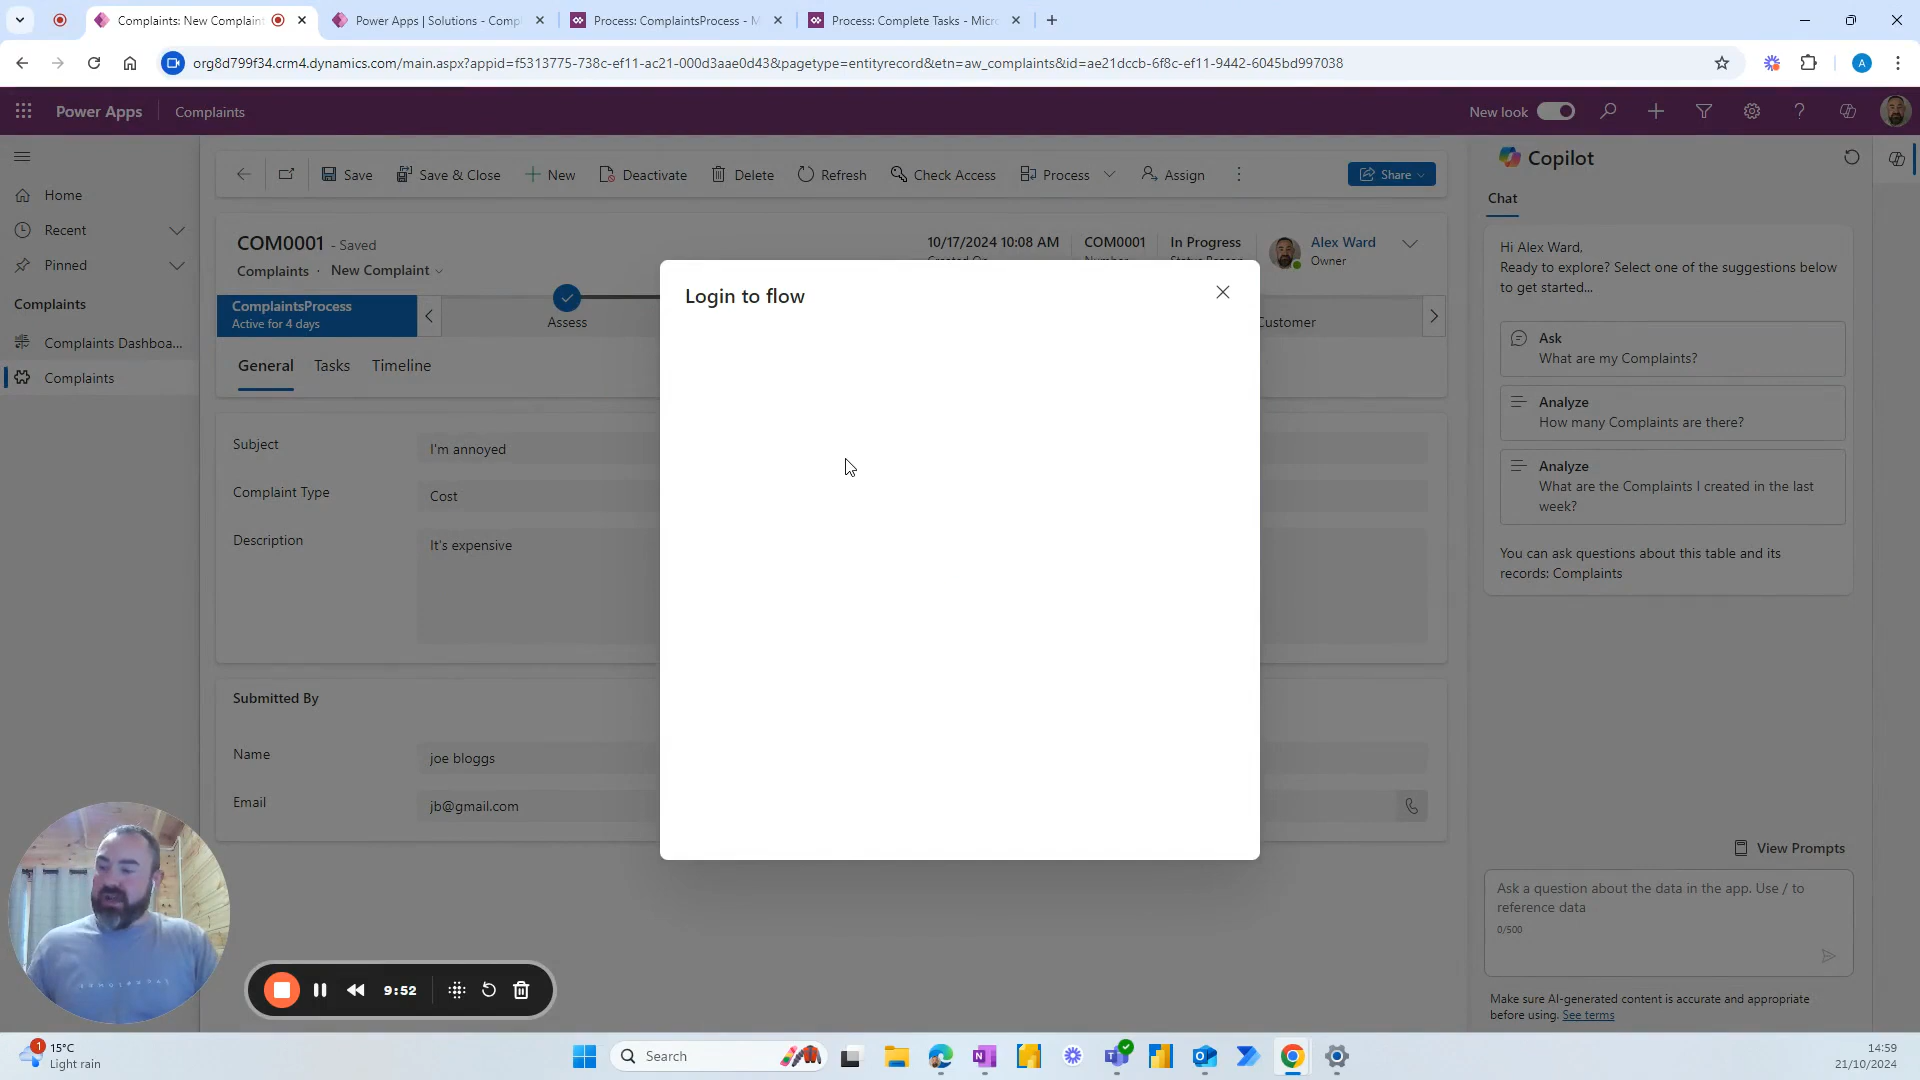 Complaints: New Complaint
Power Apps | Solutions - Compl
Process: ComplaintsProcess - M
Process: Complete Tasks - Micro
org8d799f34.crm4.dynamics.com/main.aspx?appid=f5313775-738c-ef11-ac21-000d3aae0d43&pagetype=entityrecord&etn=aw_complaints&id=ae21dccb-6f8c-ef11-9442-6045bd997038
A
Power Apps
Complaints
New look
Save
Save & Close
New
Deactivate
Delete
Refresh
Check Access
Process
Assign
Share
Home
Recent
Pinned
Complaints
Complaints Dashboa...
Complaints
COM0001 - Saved
Complaints · New Complaint
10/17/2024 10:08 AM
COM0001
In Progress
Alex Ward
Owner
ComplaintsProcess
Active for 4 days
Assess
Customer
General
Tasks
Timeline
Subject
I'm annoyed
Complaint Type
Cost
Description
It's expensive
Submitted By
Name
joe bloggs
Email
jb@gmail.com
Login to flow
Copilot
Chat
Hi Alex Ward,
Ready to explore? Select one of the suggestions below
to get started...
Ask
What are my Complaints?
Analyze
How many Complaints are there?
Analyze
What are the Complaints I created in the last
week?
You can ask questions about this table and its
records: Complaints
View Prompts
Ask a question about the data in the app. Use / to
reference data
0/500
Make sure AI-generated content is accurate and appropriate
before using. See terms
9:52
1
15°C
Light rain
Search
14:59
21/10/2024